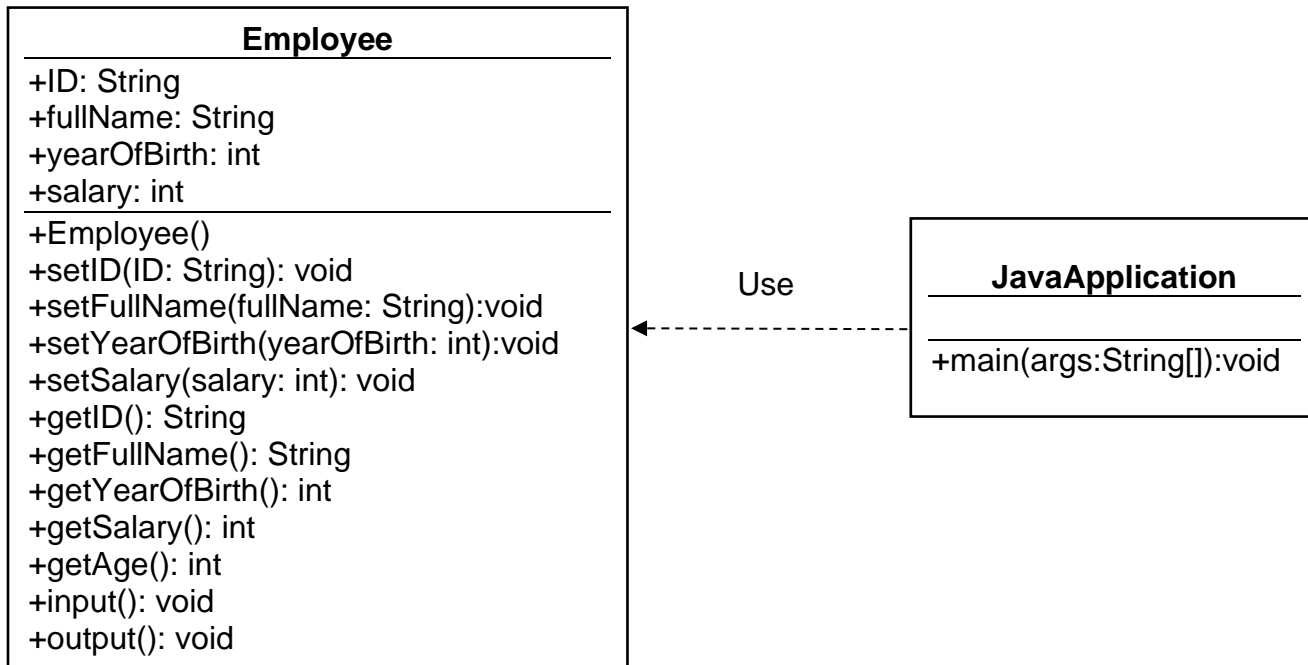 Employee
+ID: String
+fullName: String
+yearOfBirth: int
+salary: int
+Employee()
+setID(ID: String): void
+setFullName(fullName: String):void
+setYearOfBirth(yearOfBirth: int):void
+setSalary(salary: int): void
+getID(): String
+getFullName(): String
+getYearOfBirth(): int
+getSalary(): int
+getAge(): int
+input(): void
+output(): void
Use
JavaApplication
+main(args:String[]):void